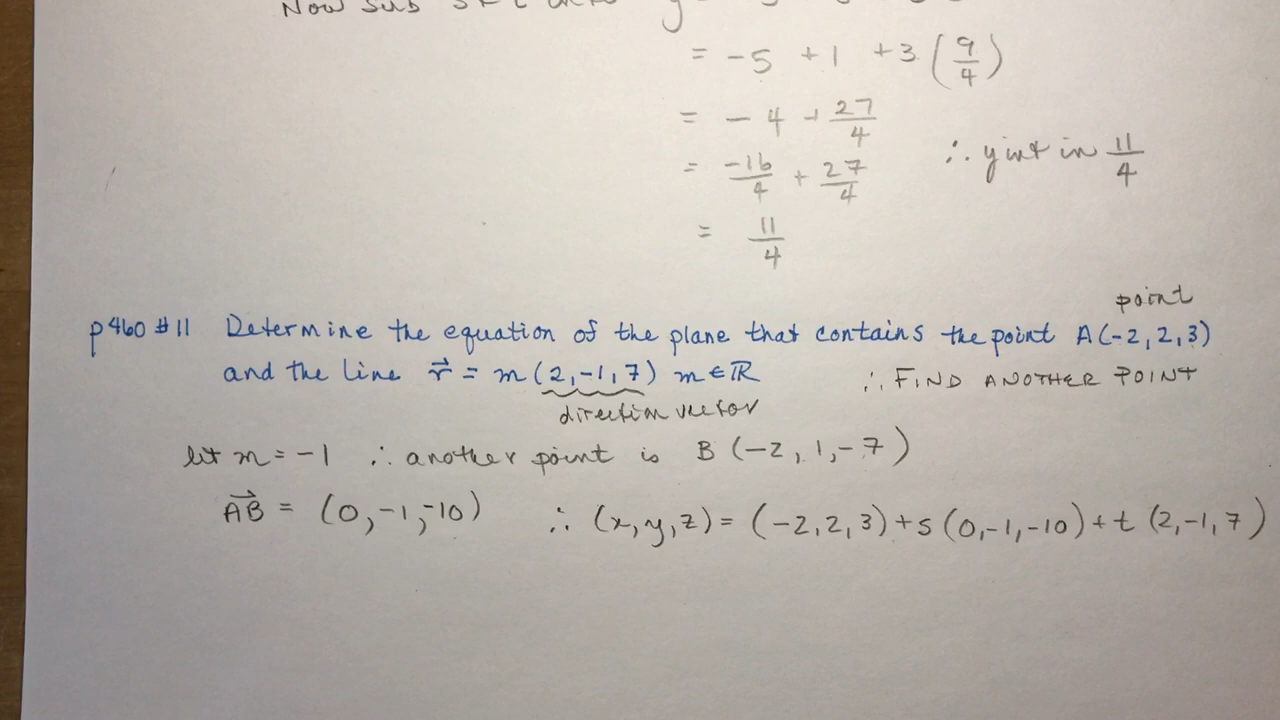 Now sub
= -5 + 1 + 3 (9/4)
= - 4 + 27/4
= -16/4 + 27/4 ∴ y int in 11/4
= 11/4
point
p460 #11 Determine the equation of the plane that contains the point A(-2, 2, 3)
and the line r⃗ = m(2,-1,7) m ∈ ℝ ∴ FIND ANOTHER POINT
direction vector
let m = -1 ∴ another point is B (-2, 1, -7)
AB⃗ = (0,-1,-10) ∴ (x,y,z) = (-2,2,3) + s(0,-1,-10) + t (2,-1,7)